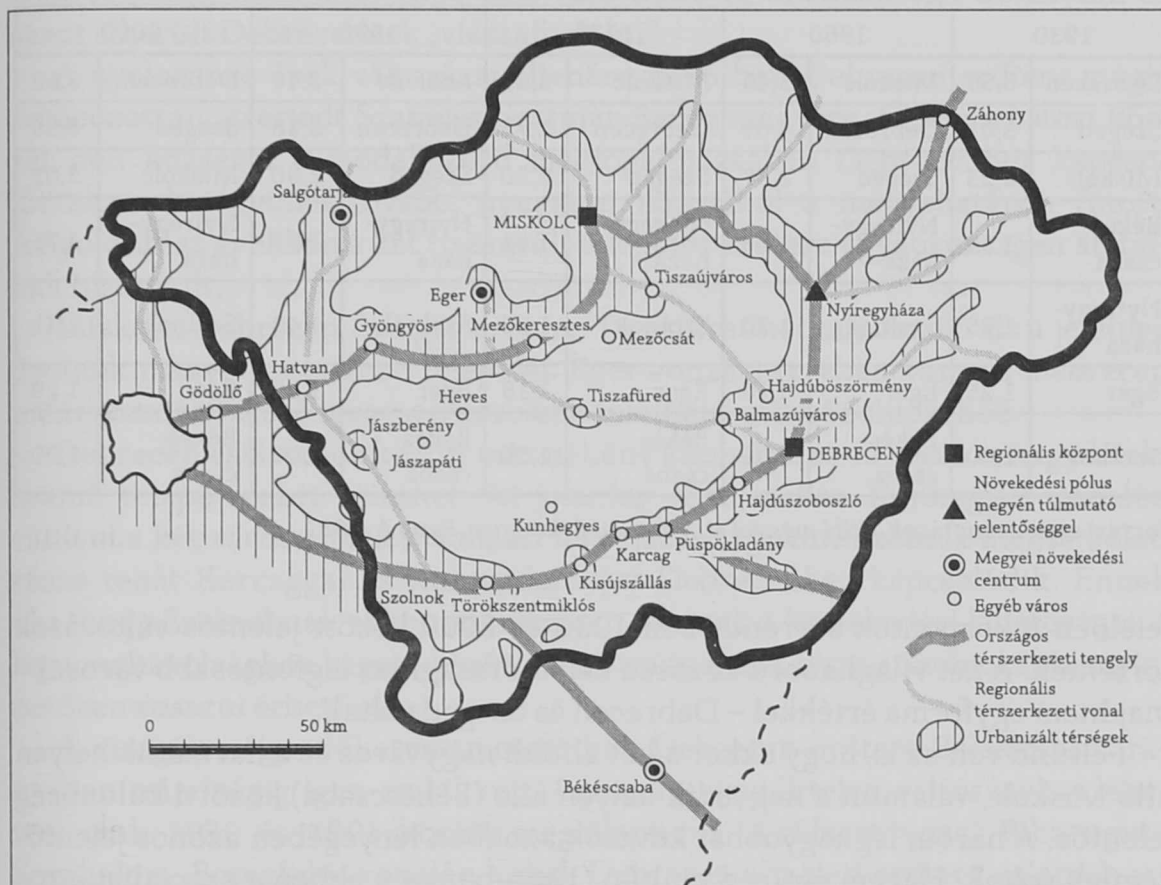 Záhony
Salgótarján
MISKOLC
Tiszaújváros
Eger
Nyíregyháza
Gyöngyös
Mezőkeresztes
Mezőcsát
Hatvan
Gödöllő
Heves
Tiszafüred
Hajdúböszörmény
Balmazújváros
Jászberény
Jászapáti
DEBRECEN
Hajdúszoboszló
Kunhegyes
Karcag
Püspökladány
Kisújszállás
Szolnok
Törökszentmiklós
Békéscsaba
0
50 km
Regionális központ
Növekedési pólus
megyén túlmutató
jelentőséggel
Megyei növekedési
centrum
Egyéb város
Országos
térszerkezeti tengely
Regionális
térszerkezeti vonal
Urbanizált térségek